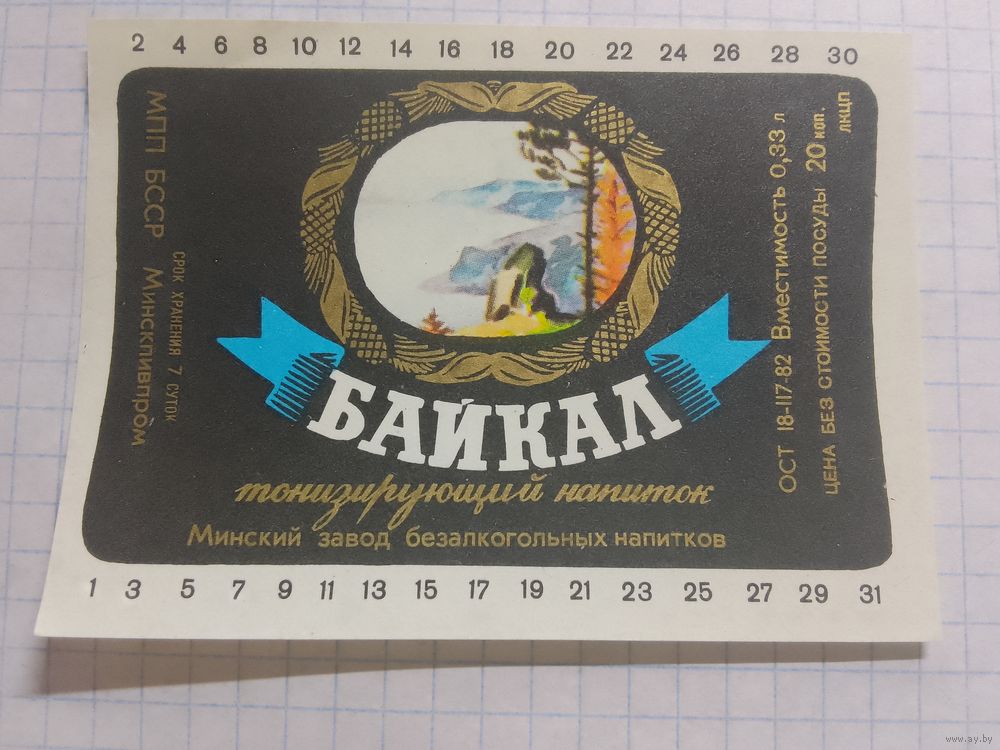 2 4 6 8 10 12 14 16 18 20 22 24 26 28 30
МПП БССР Минскпивпром
СРОК ХРАНЕНИЯ 7 СУТОК
БАЙКАЛ
тонизирующий напиток
Минский завод безалкогольных напитков
ОСТ 18-117-82 Вместимость 0,33 л
ЦЕНА БЕЗ СТОИМОСТИ ПОСУДЫ 20 коп.
ЛКЦП
1 3 5 7 9 11 13 15 17 19 21 23 25 27 29 31
www.ay.by